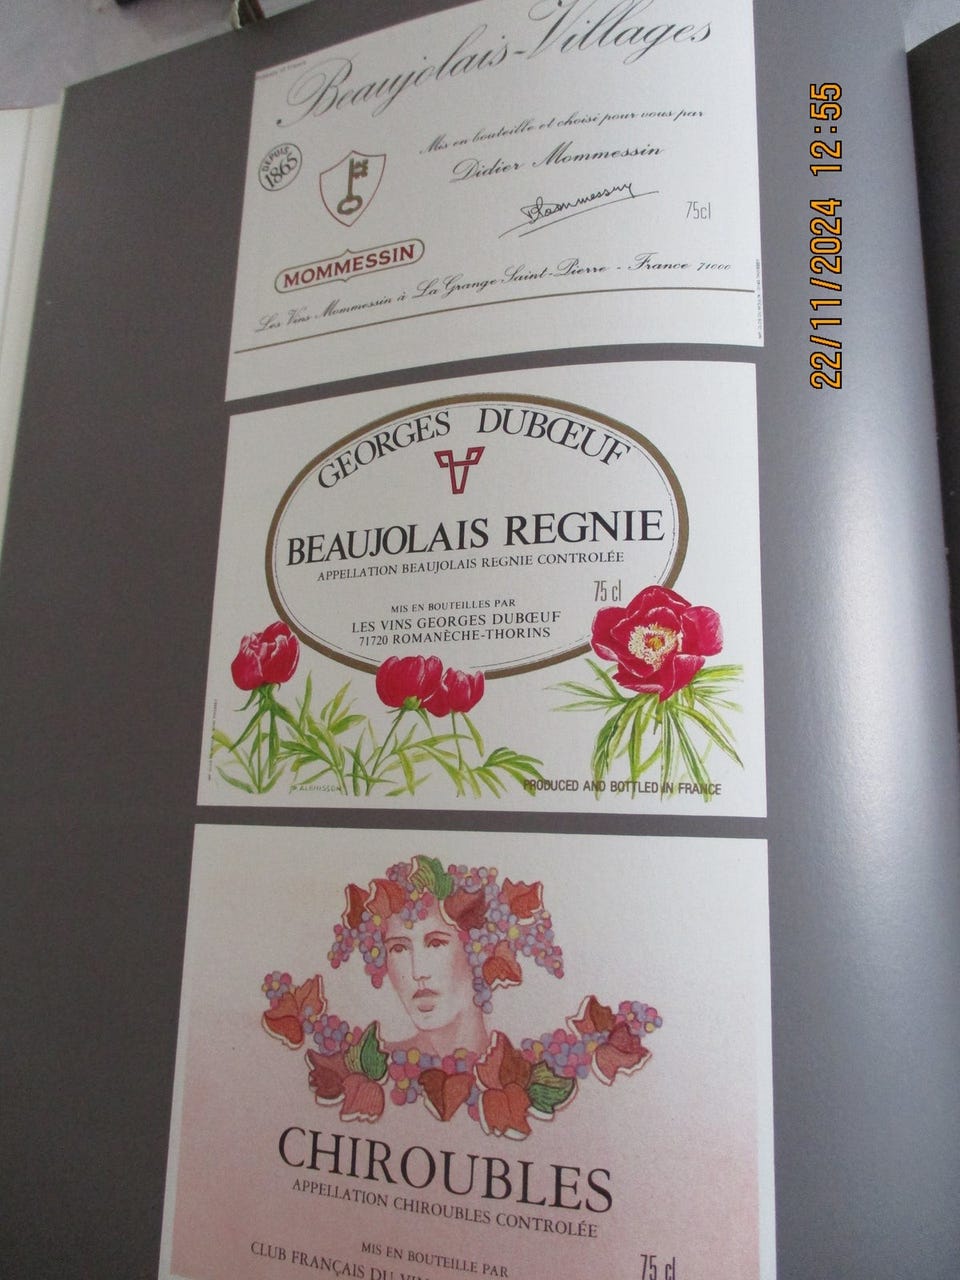 Beaujolais-Villages
Mis en bouteille et choisi pour vous par
Didier Mommessin
DEPUIS
1865
75cl
MOMMESSIN
Les Vins Mommessin à La Grange Saint-Pierre - France 71000
GEORGES DUBŒUF
BEAUJOLAIS REGNIE
APPELLATION BEAUJOLAIS REGNIE CONTROLÉE
75 cl
MIS EN BOUTEILLES PAR
LES VINS GEORGES DUBŒUF
71720 ROMANÈCHE-THORINS
PRODUCED AND BOTTLED IN FRANCE
CHIROUBLES
APPELLATION CHIROUBLES CONTROLÉE
MIS EN BOUTEILLE PAR
75 cl
CLUB FRANÇAIS DU VIN
22/11/2024 12:55